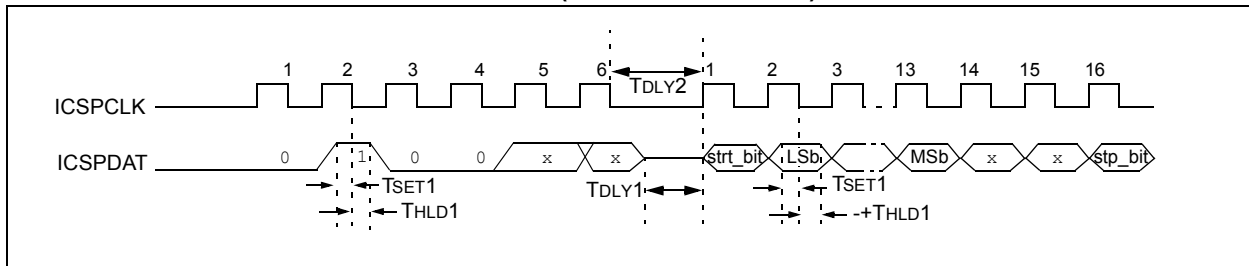 1 2 3 4 5 6 1 2 3 13 14 15 16
TDLY2
ICSPCLK
ICSPDAT 0 1 0 0 x x strt_bit LSb MSb x x stp_bit
TSET1 TDLY1 TSET1
THLD1 -+THLD1